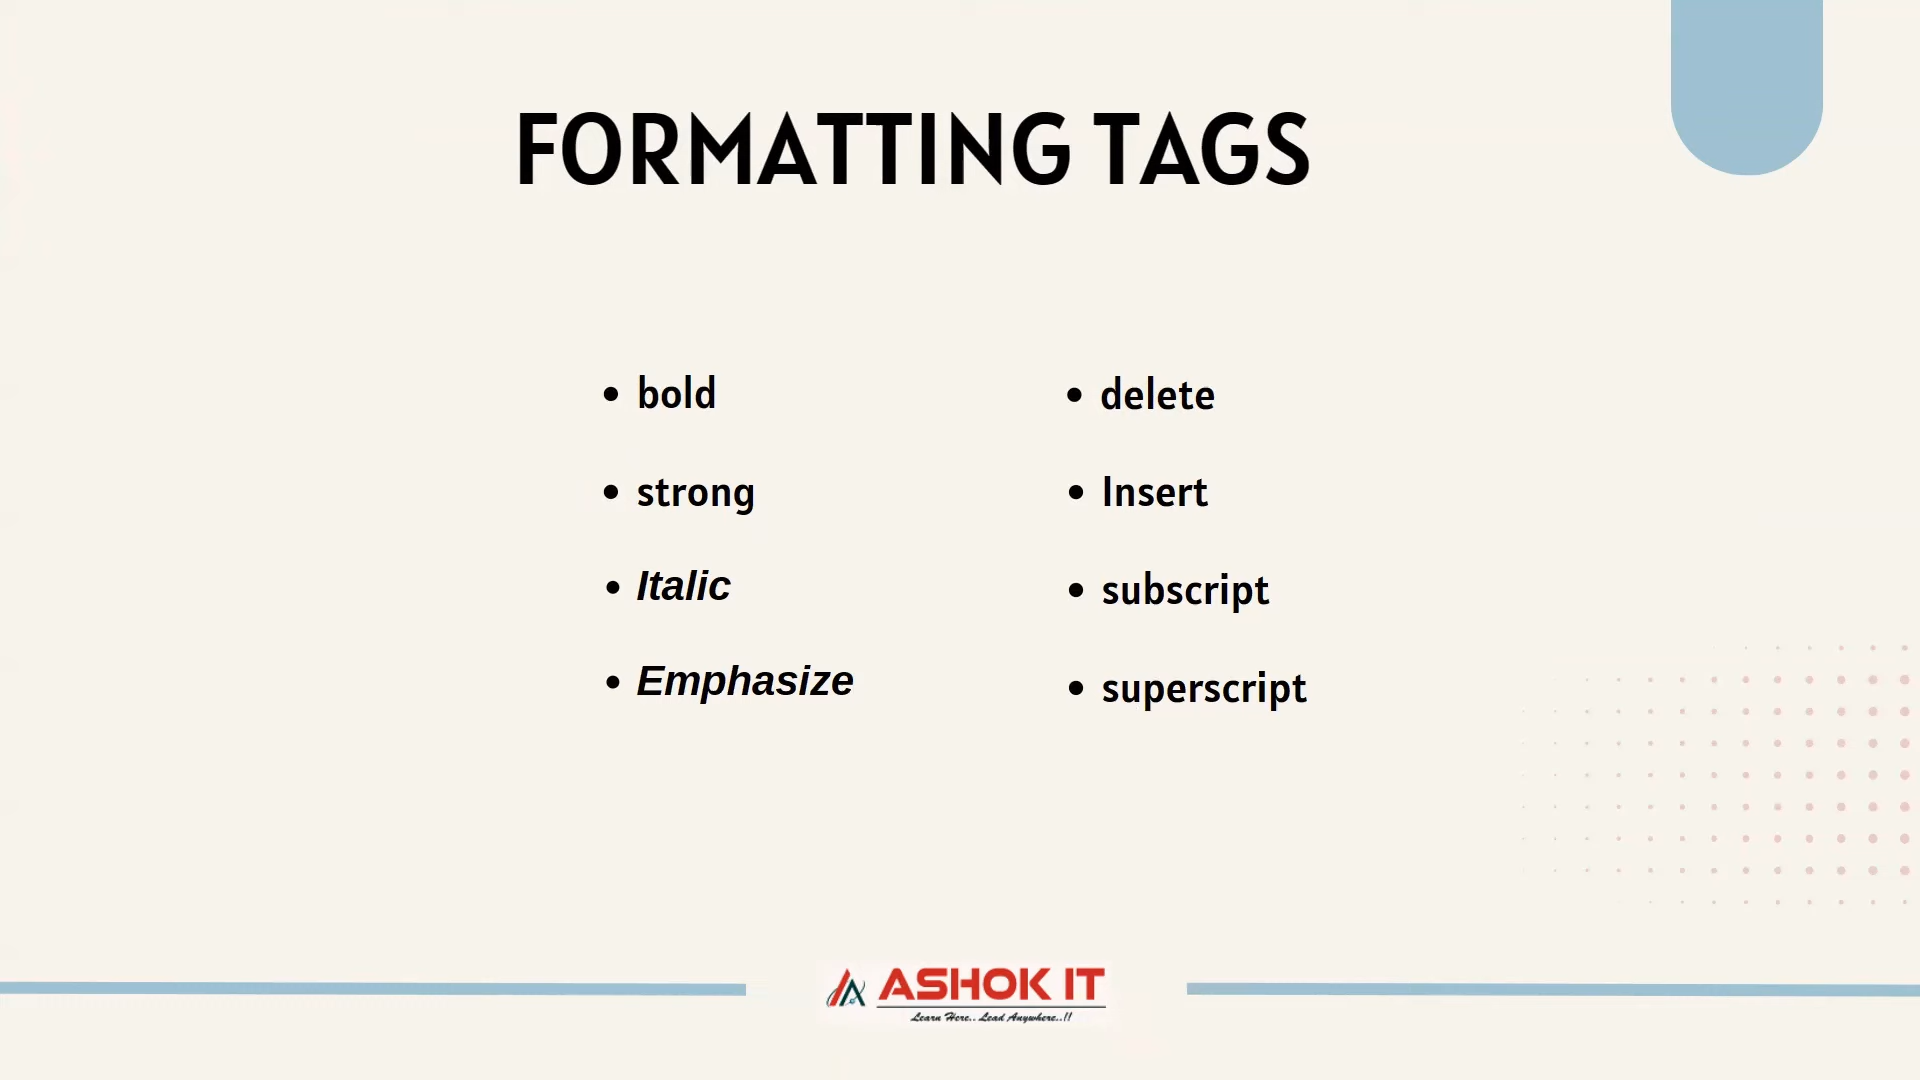 FORMATTING TAGS
• bold
• strong
• Italic
• Emphasize
• delete
• Insert
• subscript
• superscript
ASHOK IT
Learn Here.. Lead Anywhere..!!